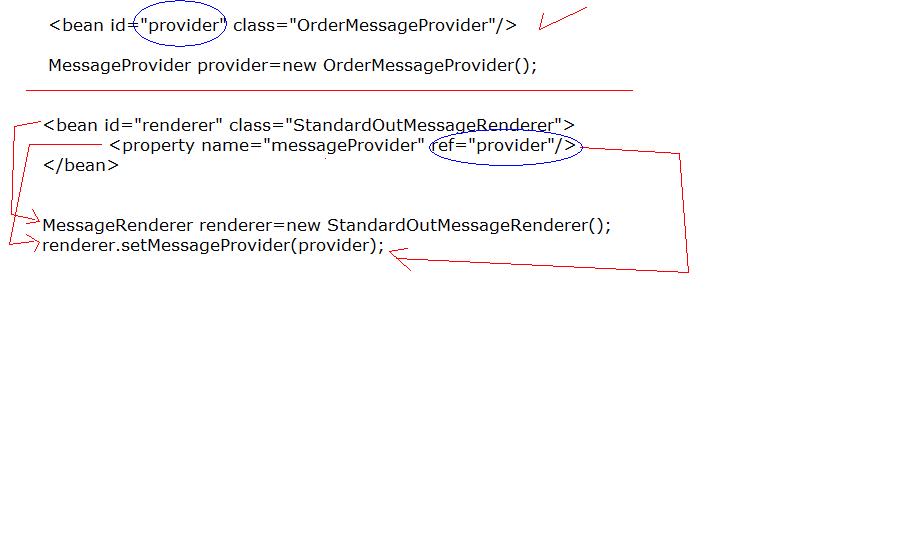 <bean id="provider" class="OrderMessageProvider"/>
MessageProvider provider=new OrderMessageProvider();
<bean id="renderer" class="StandardOutMessageRenderer">
<property name="messageProvider" ref="provider"/>
</bean>
MessageRenderer renderer=new StandardOutMessageRenderer();
renderer.setMessageProvider(provider);